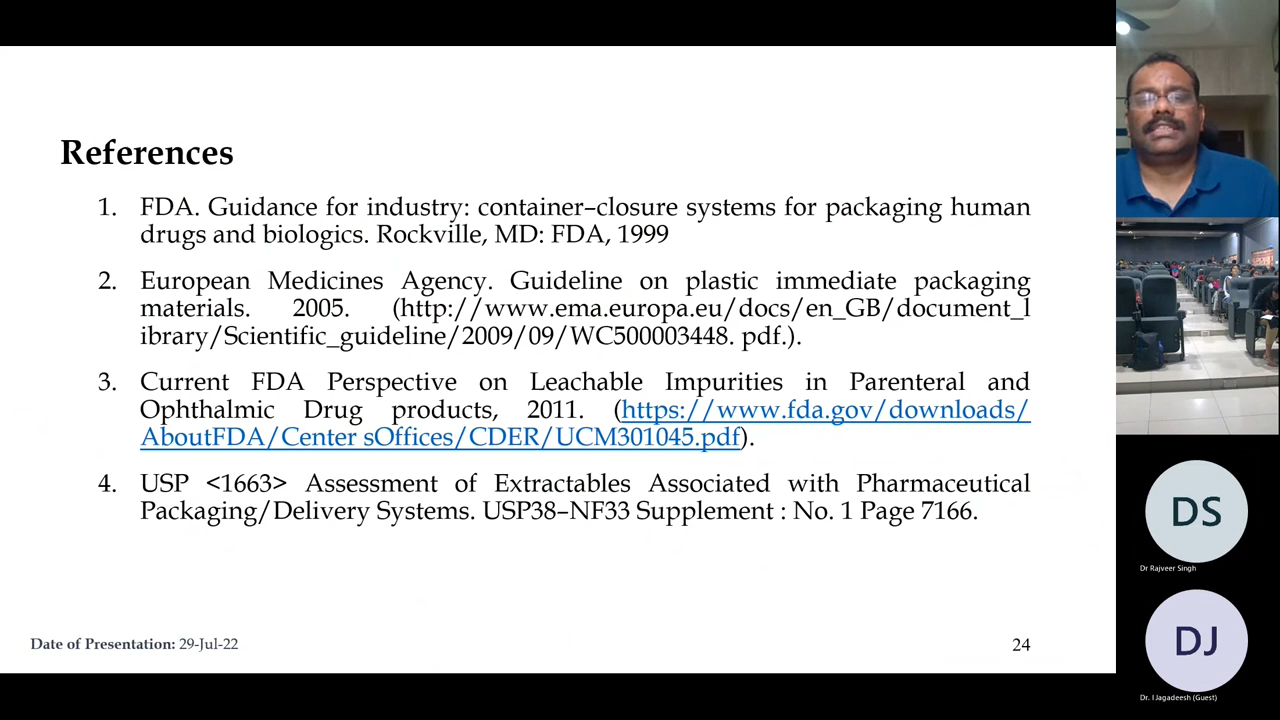 References
1. FDA. Guidance for industry: container–closure systems for packaging human
drugs and biologics. Rockville, MD: FDA, 1999
2. European Medicines Agency. Guideline on plastic immediate packaging
materials. 2005. (http://www.ema.europa.eu/docs/en_GB/document_l
ibrary/Scientific_guideline/2009/09/WC500003448. pdf.).
3. Current FDA Perspective on Leachable Impurities in Parenteral and
Ophthalmic Drug products, 2011. (https://www.fda.gov/downloads/
AboutFDA/Center sOffices/CDER/UCM301045.pdf).
4. USP <1663> Assessment of Extractables Associated with Pharmaceutical
Packaging/Delivery Systems. USP38–NF33 Supplement : No. 1 Page 7166.
Date of Presentation: 29-Jul-22
24
DS
Dr Rajveer Singh
DJ
Dr. I Jagadeesh (Guest)